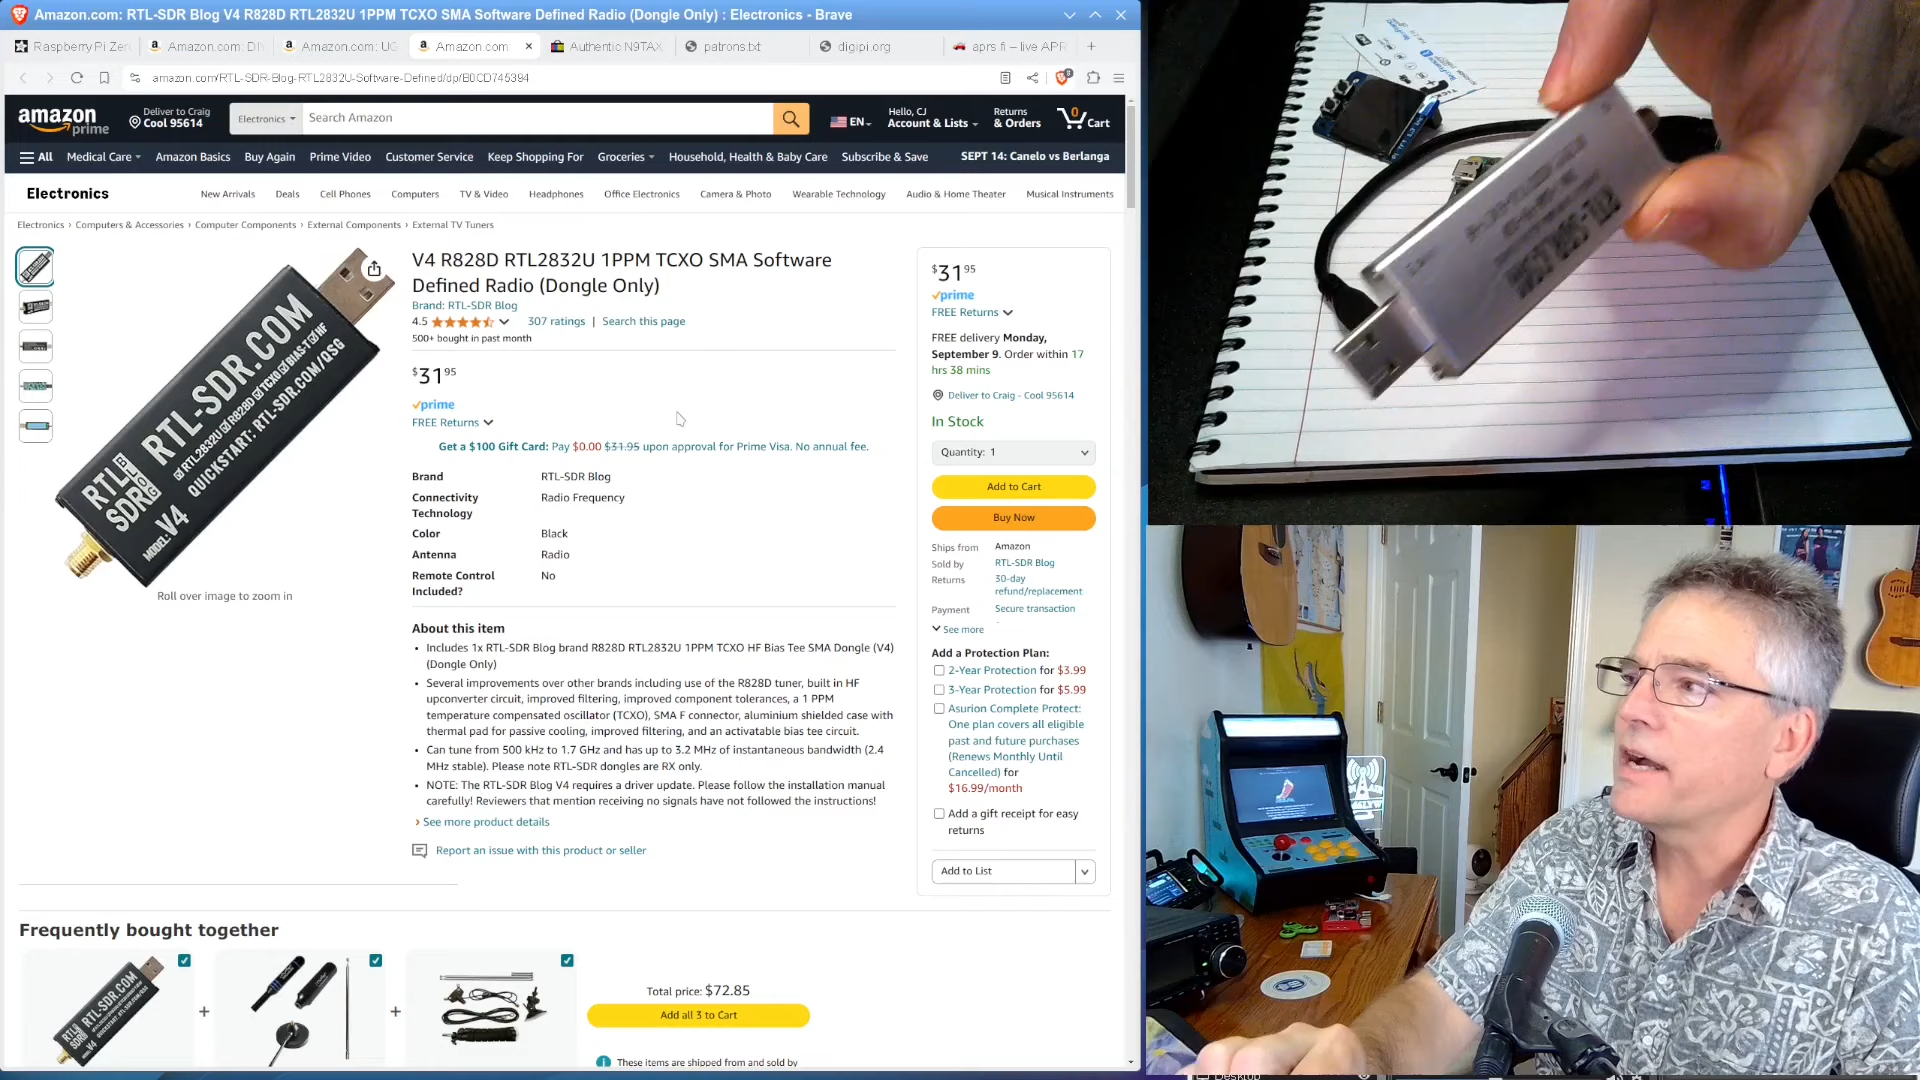 Amazon.com: RTL-SDR Blog V4 R828D RTL2832U 1PPM TCXO SMA Software Defined Radio (Dongle Only) : Electronics - Brave
Raspberry Pi Zer
Amazon.com: DI
Amazon.com: UG
Amazon.com:
Authentic N9TAX
patrons.txt
digipi.org
aprs.fi – live APR
amazon.com/RTL-SDR-Blog-RTL2832U-Software-Defined/dp/B0CD745394
amazon
prime
Deliver to Craig
Cool 95614
Electronics
Search Amazon
EN
Hello, CJ
Account & Lists
Returns
& Orders
0
Cart
All
Medical Care
Amazon Basics
Buy Again
Prime Video
Customer Service
Keep Shopping For
Groceries
Household, Health & Baby Care
Subscribe & Save
SEPT 14: Canelo vs Berlanga
Electronics
New Arrivals
Deals
Cell Phones
Computers
TV & Video
Headphones
Office Electronics
Camera & Photo
Wearable Technology
Audio & Home Theater
Musical Instruments
Electronics › Computers & Accessories › Computer Components › External Components › External TV Tuners
RTL-SDR.COM
RTL2832U R828D TCXO BIAS-T HF
QUICKSTART: RTL-SDR.COM/QSG
RTL
SDR
BLOG
MODEL: V4
Roll over image to zoom in
V4 R828D RTL2832U 1PPM TCXO SMA Software
Defined Radio (Dongle Only)
Brand: RTL-SDR Blog
4.5
307 ratings | Search this page
500+ bought in past month
$31 95
prime
FREE Returns
Get a $100 Gift Card: Pay $0.00 $31.95 upon approval for Prime Visa. No annual fee.
Brand RTL-SDR Blog
Connectivity Radio Frequency
Technology
Color Black
Antenna Radio
Remote Control No
Included?
About this item
• Includes 1x RTL-SDR Blog brand R828D RTL2832U 1PPM TCXO HF Bias Tee SMA Dongle (V4)
(Dongle Only)
• Several improvements over other brands including use of the R828D tuner, built in HF
upconverter circuit, improved filtering, improved component tolerances, a 1 PPM
temperature compensated oscillator (TCXO), SMA F connector, aluminium shielded case with
thermal pad for passive cooling, improved filtering, and an activatable bias tee circuit.
• Can tune from 500 kHz to 1.7 GHz and has up to 3.2 MHz of instantaneous bandwidth (2.4
MHz stable). Please note RTL-SDR dongles are RX only.
• NOTE: The RTL-SDR Blog V4 requires a driver update. Please follow the installation manual
carefully! Reviewers that mention receiving no signals have not followed the instructions!
› See more product details
Report an issue with this product or seller
$31 95
prime
FREE Returns
FREE delivery Monday,
September 9. Order within 17
hrs 38 mins
Deliver to Craig - Cool 95614
In Stock
Quantity: 1
Add to Cart
Buy Now
Ships from Amazon
Sold by RTL-SDR Blog
Returns 30-day
refund/replacement
Payment Secure transaction
See more
Add a Protection Plan:
2-Year Protection for $3.99
3-Year Protection for $5.99
Asurion Complete Protect:
One plan covers all eligible
past and future purchases
(Renews Monthly Until
Cancelled) for
$16.99/month
Add a gift receipt for easy
returns
Add to List
Frequently bought together
RTL-SDR.COM
V4
+
+
Total price: $72.85
Add all 3 to Cart
These items are shipped from and sold by
Desktop